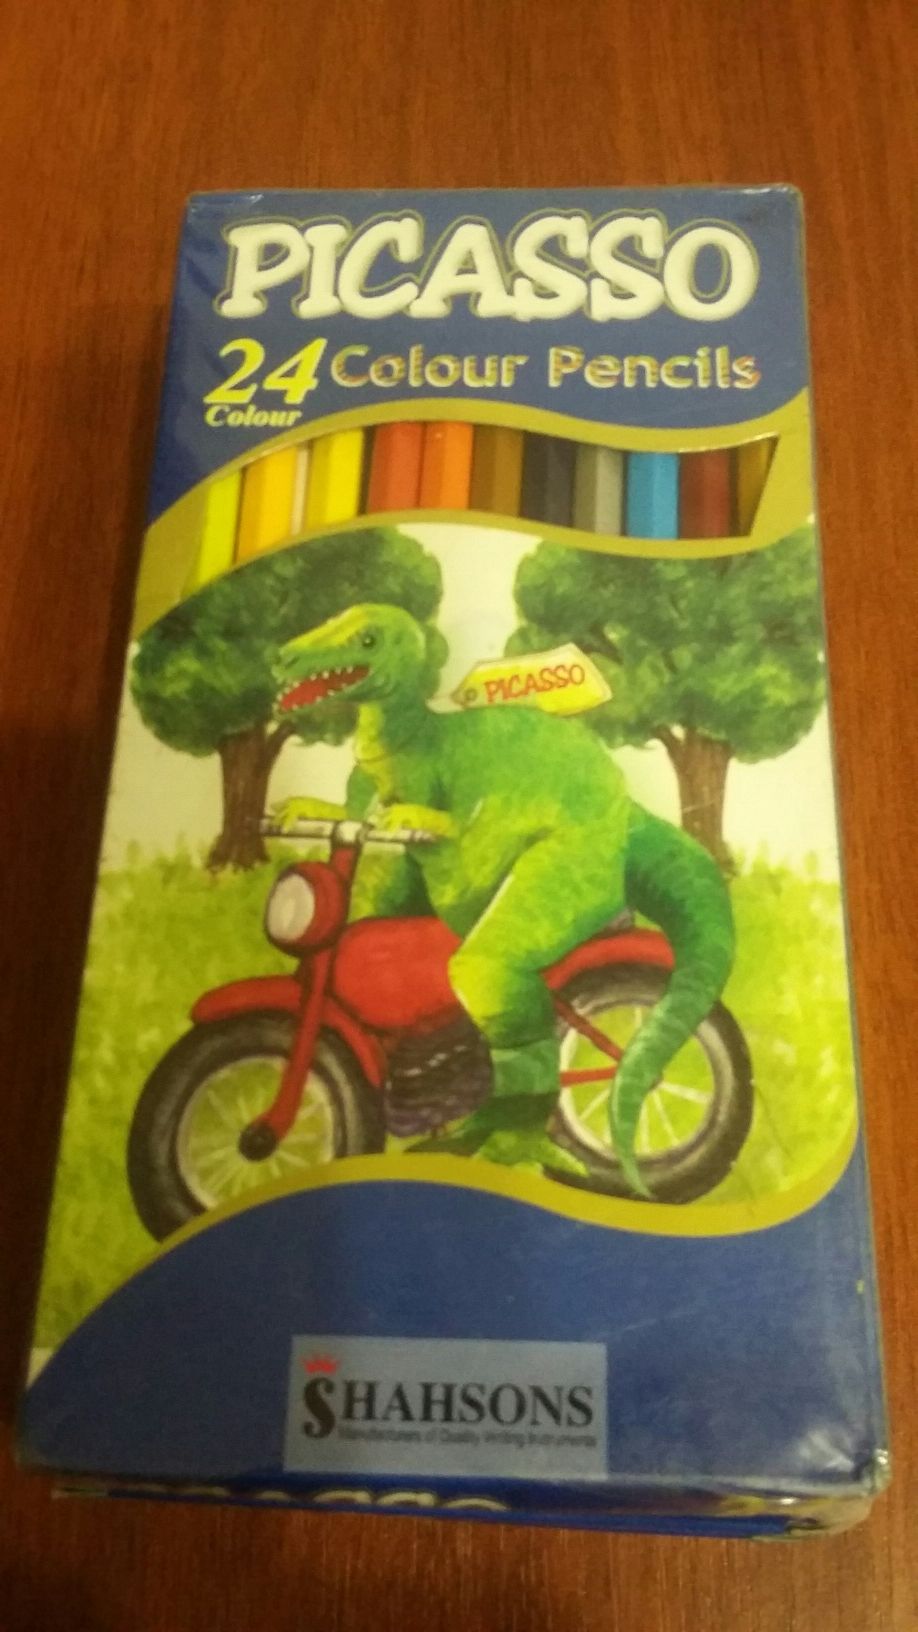 PICASSO
24 Colour Pencils
Colour
PICASSO
SHAHSONS
Manufacturers of Quality Writing Instruments